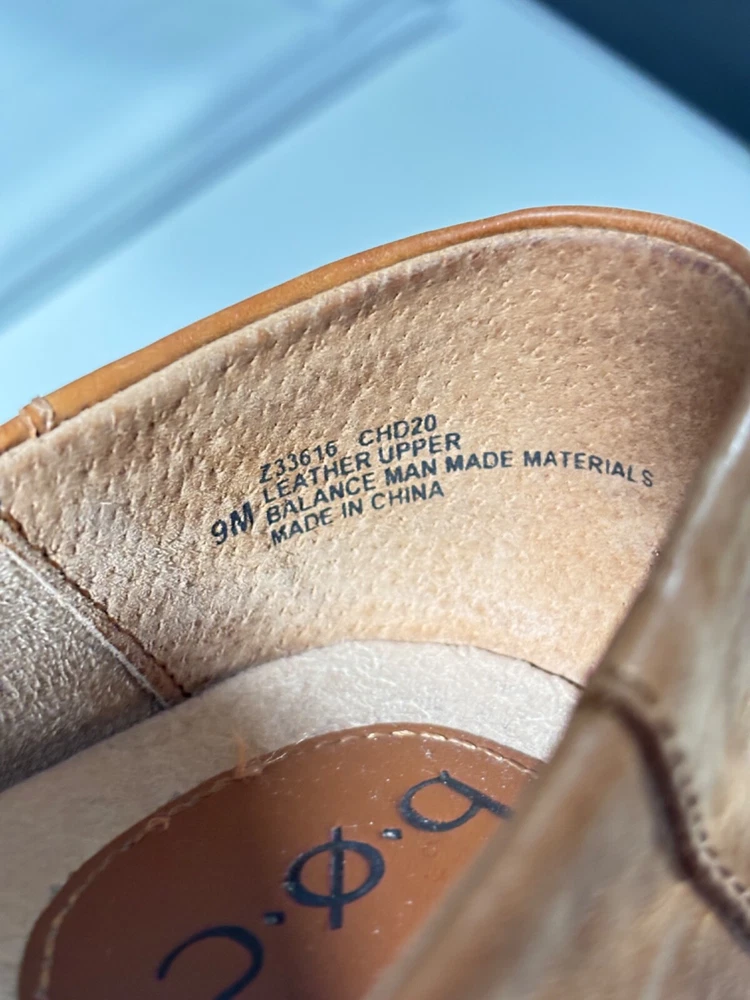 Z33616 CHD20
LEATHER UPPER
9M BALANCE MAN MADE MATERIALS
MADE IN CHINA
b.ø.c